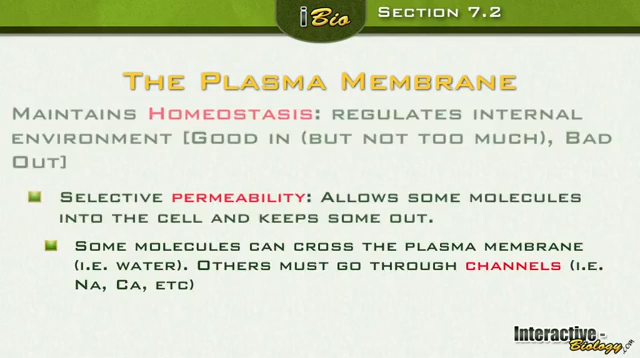 iBio
Section 7.2
The Plasma Membrane
Maintains Homeostasis: regulates internal
environment [Good in (but not too much), Bad
Out]
Selective permeability: Allows some molecules
into the cell and keeps some out.
Some molecules can cross the plasma membrane
(i.e. water). Others must go through channels (i.e.
Na, Ca, etc)
Interactive-
Biology.com